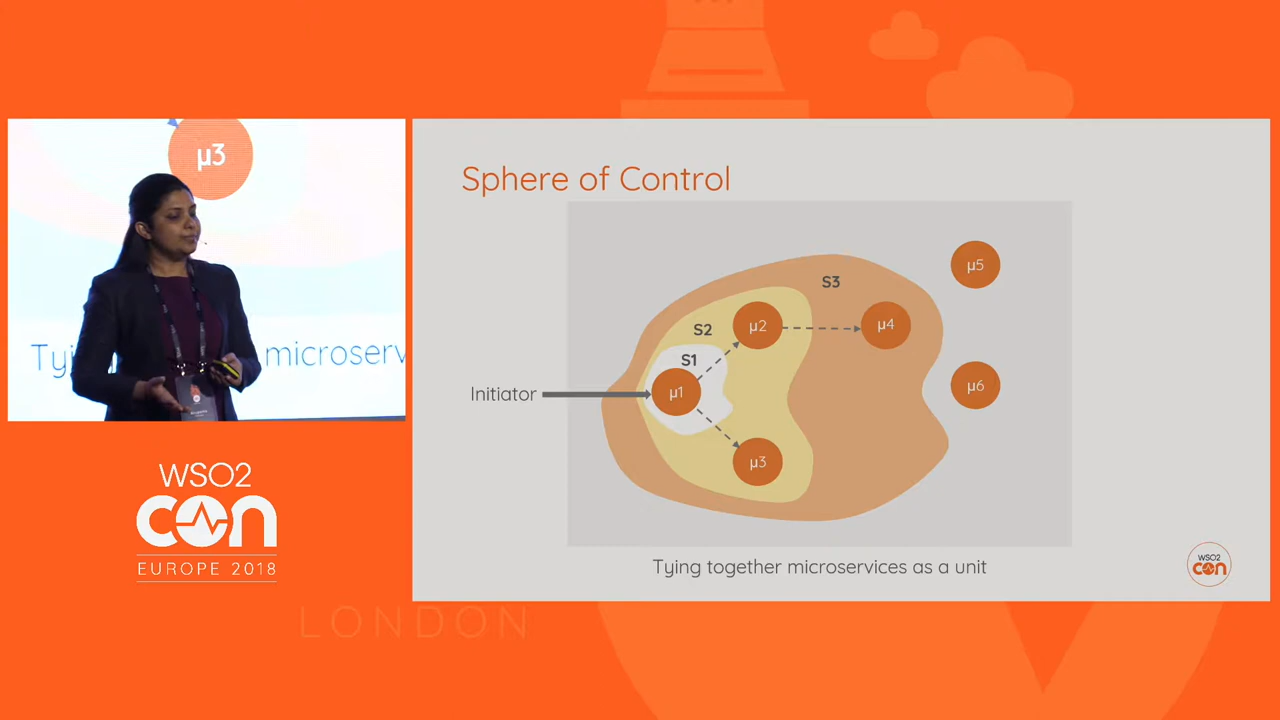 µ3
Tyi
microserv
WSO2
CON
EUROPE 2018
LONDON
Sphere of Control
S3
µ5
S2
µ2
µ4
S1
Initiator
µ1
µ6
µ3
Tying together microservices as a unit
WSO2
CON